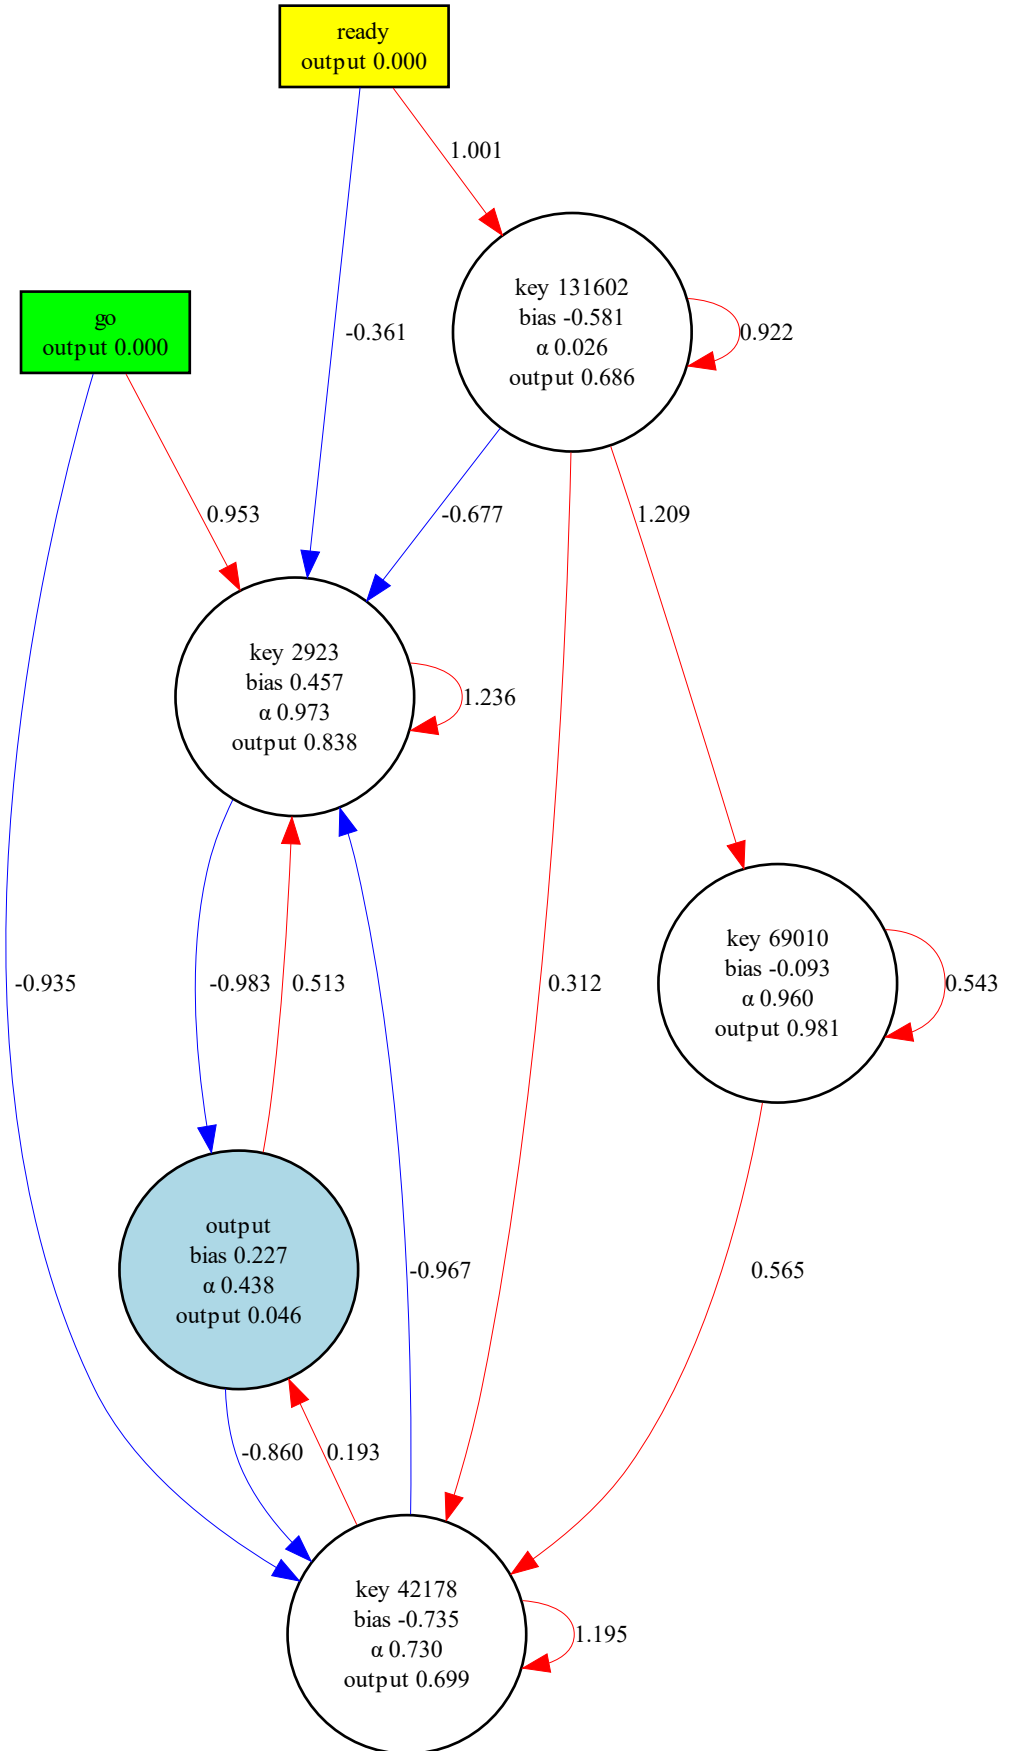 ready
output 0.000
1.001
key 131602
bias -0.581
α 0.026
output 0.686
0.922
go
output 0.000
-0.361
0.953
-0.677
1.209
key 2923
bias 0.457
α 0.973
output 0.838
1.236
-0.935
-0.983
0.513
0.312
key 69010
bias -0.093
α 0.960
output 0.981
0.543
output
bias 0.227
α 0.438
output 0.046
-0.967
0.565
-0.860
0.193
key 42178
bias -0.735
α 0.730
output 0.699
1.195